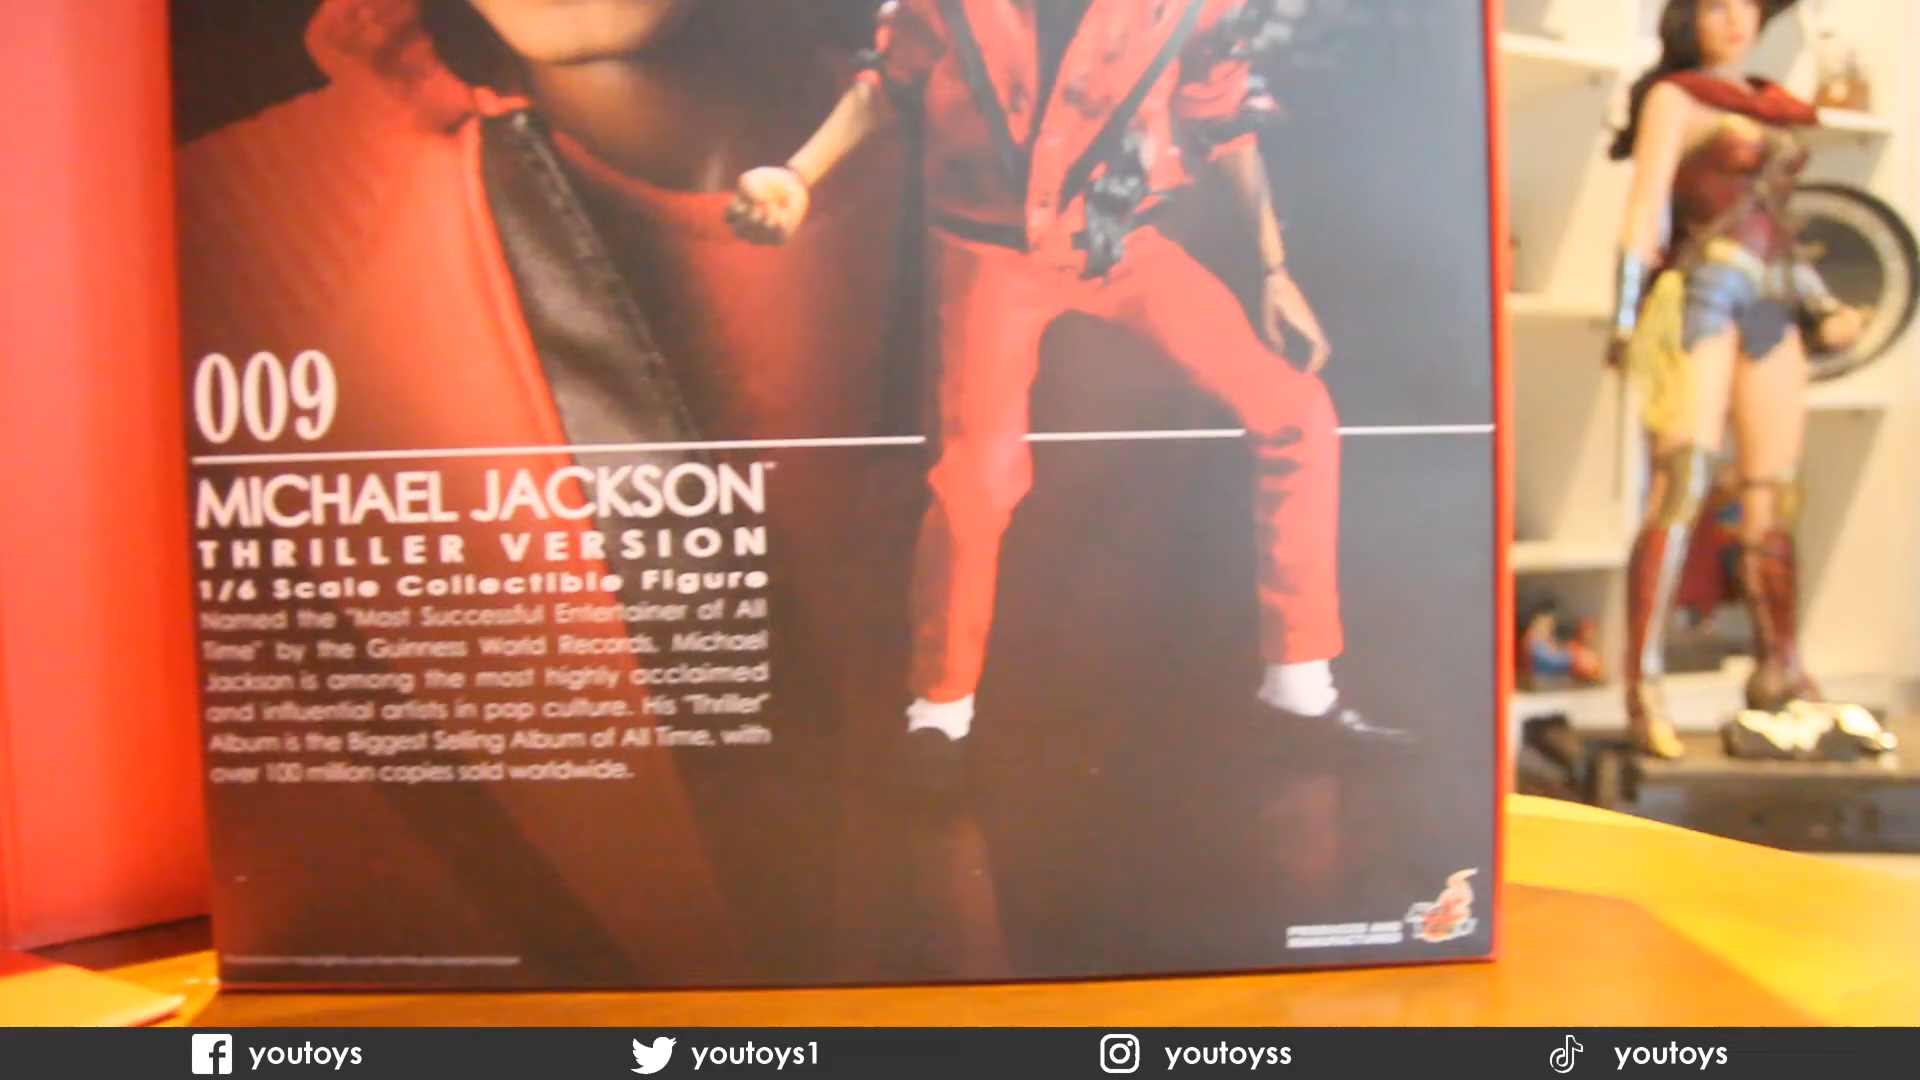 009
MICHAEL JACKSON™
THRILLER VERSION
1/6 Scale Collectible Figure
Named the "Most Successful Entertainer of All
Time" by the Guinness World Records, Michael
Jackson is among the most highly acclaimed
and influential artists in pop culture. His "Thriller"
Album is the Biggest Selling Album of All Time, with
over 100 million copies sold worldwide.
PRODUCED AND
MANUFACTURED
youtoys youtoys1 youtoyss youtoys